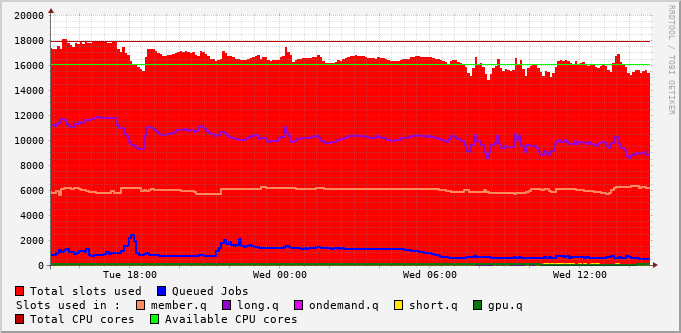 20000
18000
16000
14000
12000
10000
8000
6000
4000
2000
0
Tue 18:00 Wed 00:00 Wed 06:00 Wed 12:00
RRDTOOL / TOBI OETIKER
Total slots used Queued Jobs
Slots used in : member.q long.q ondemand.q short.q gpu.q
Total CPU cores Available CPU cores